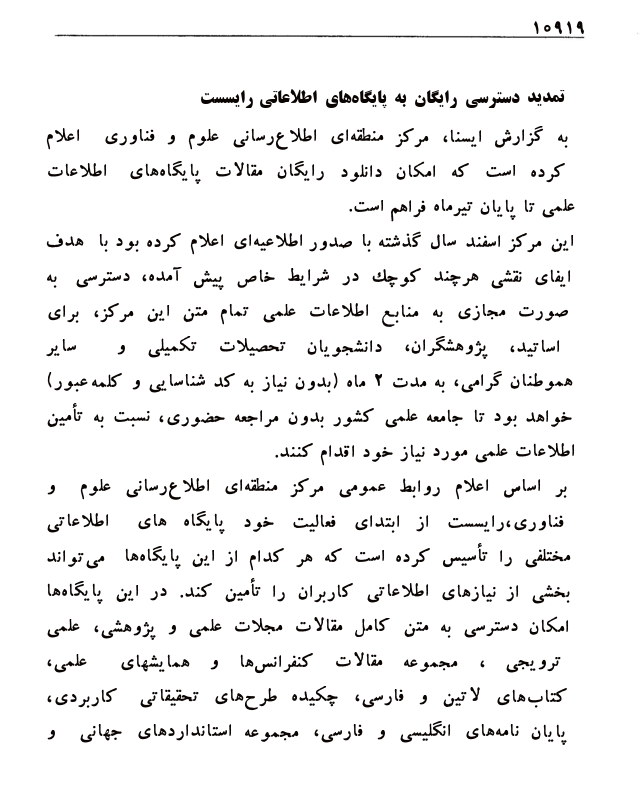 ۱۰۹۱۹
تمدید دسترسی رایگان به پایگاه‌های اطلاعاتی رایسست
به گزارش ایسنا، مرکز منطقه‌ای اطلاع‌رسانی علوم و فناوری اعلام
کرده است که امکان دانلود رایگان مقالات پایگاه‌های اطلاعات
علمی تا پایان تیرماه فراهم است.
این مرکز اسفند سال گذشته با صدور اطلاعیه‌ای اعلام کرده بود با هدف
ایفای نقشی هرچند کوچك در شرایط خاص پیش آمده، دسترسی به
صورت مجازی به منابع اطلاعات علمی تمام متن این مرکز، برای
اساتید، پژوهشگران، دانشجویان تحصیلات تکمیلی و سایر
هموطنان گرامی، به مدت ۲ ماه (بدون نیاز به کد شناسایی و کلمه‌عبور)
خواهد بود تا جامعه علمی کشور بدون مراجعه حضوری، نسبت به تأمین
اطلاعات علمی مورد نیاز خود اقدام کنند.
بر اساس اعلام روابط عمومی مرکز منطقه‌ای اطلاع‌رسانی علوم و
فناوری،رایسست از ابتدای فعالیت خود پایگاه های اطلاعاتی
مختلفی را تأسیس کرده است که هر کدام از این پایگاه‌ها می‌تواند
بخشی از نیازهای اطلاعاتی کاربران را تأمین کند. در این پایگاه‌ها
امکان دسترسی به متن کامل مقالات مجلات علمی و پژوهشی، علمی
ترویجی ، مجموعه مقالات کنفرانس‌ها و همایشهای علمی،
کتاب‌های لاتین و فارسی، چکیده طرح‌های تحقیقاتی کاربردی،
پایان نامه‌های انگلیسی و فارسی، مجموعه استانداردهای جهانی و